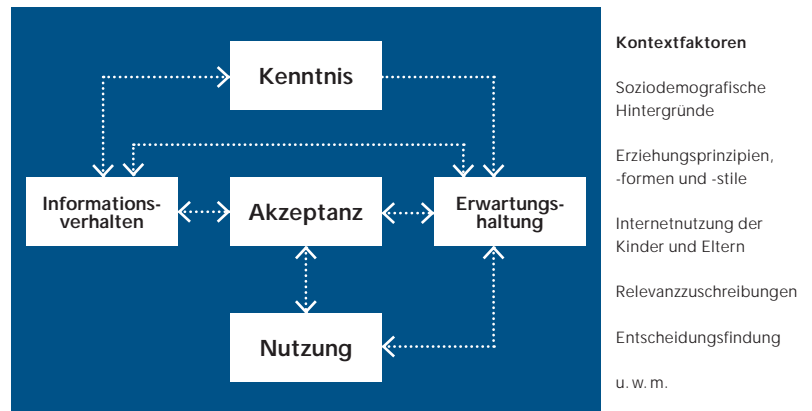 Kenntnis
Informations-
verhalten
Akzeptanz
Erwartungs-
haltung
Nutzung
Kontextfaktoren
Soziodemografische
Hintergründe
Erziehungsprinzipien,
-formen und -stile
Internetnutzung der
Kinder und Eltern
Relevanzzuschreibungen
Entscheidungsfindung
u. w. m.